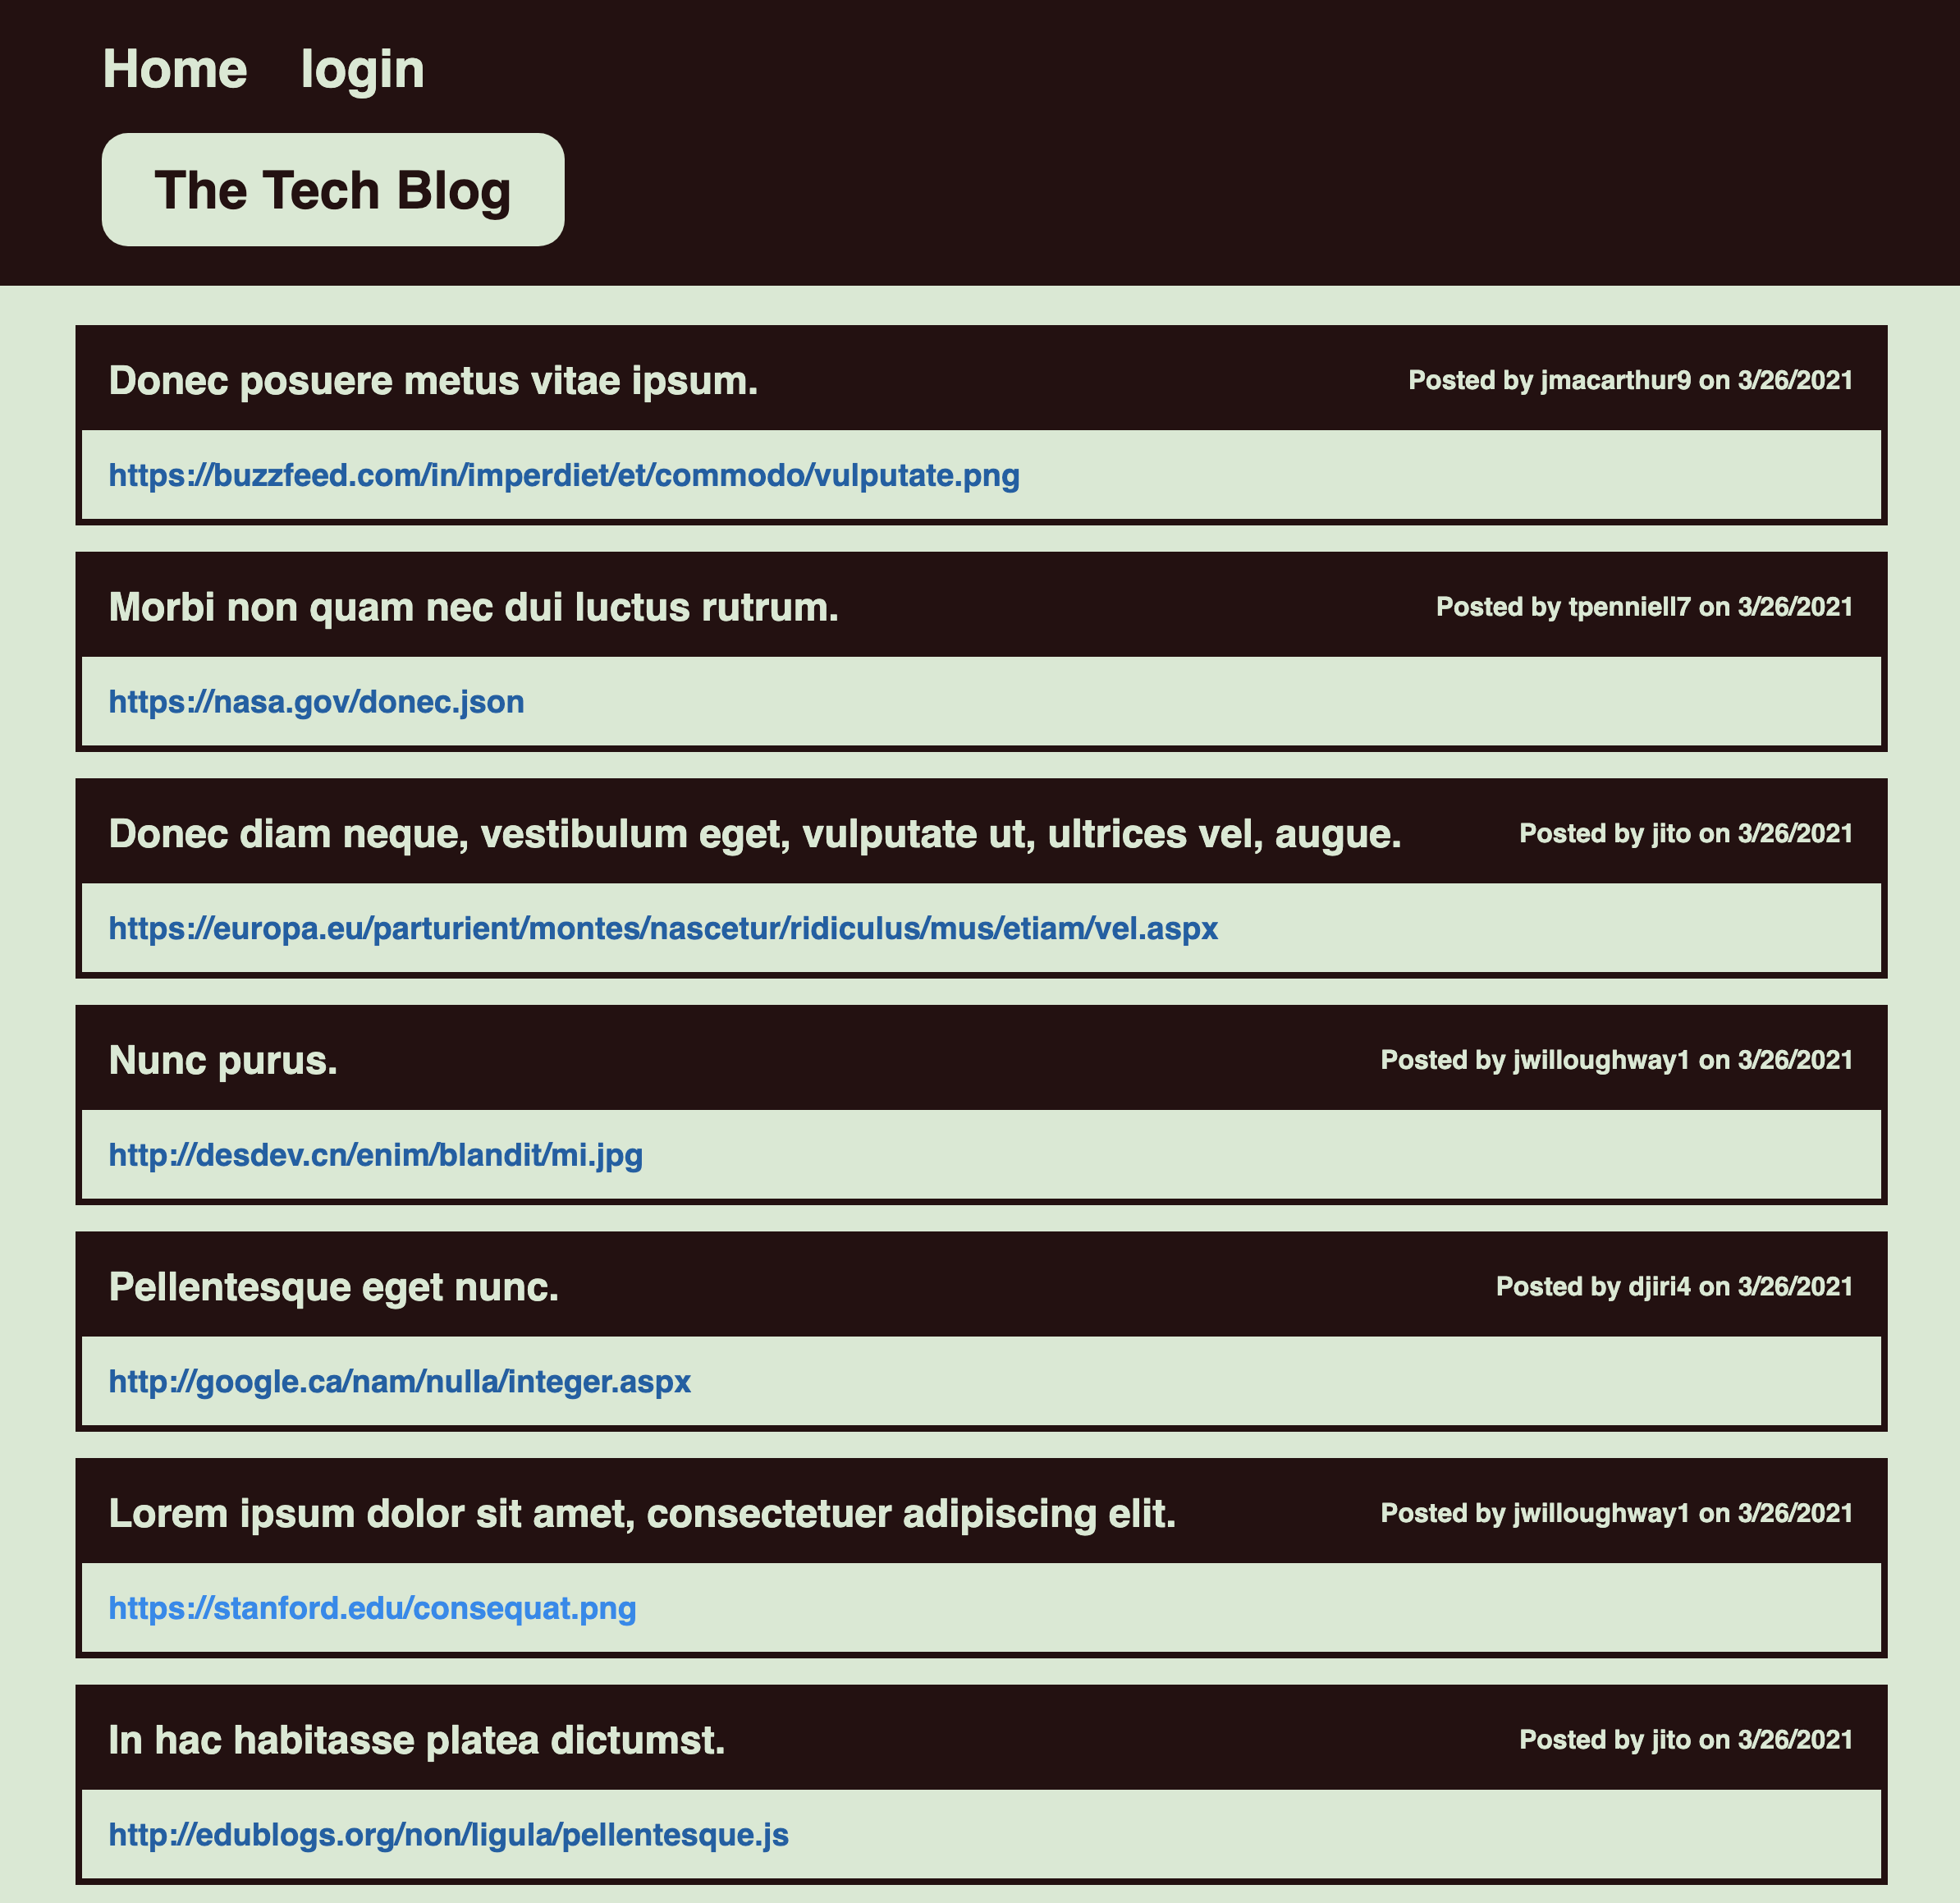 Home login
The Tech Blog
Donec posuere metus vitae ipsum. Posted by jmacarthur9 on 3/26/2021
https://buzzfeed.com/in/imperdiet/et/commodo/vulputate.png
Morbi non quam nec dui luctus rutrum. Posted by tpenniell7 on 3/26/2021
https://nasa.gov/donec.json
Donec diam neque, vestibulum eget, vulputate ut, ultrices vel, augue. Posted by jito on 3/26/2021
https://europa.eu/parturient/montes/nascetur/ridiculus/mus/etiam/vel.aspx
Nunc purus. Posted by jwilloughway1 on 3/26/2021
http://desdev.cn/enim/blandit/mi.jpg
Pellentesque eget nunc. Posted by djiri4 on 3/26/2021
http://google.ca/nam/nulla/integer.aspx
Lorem ipsum dolor sit amet, consectetuer adipiscing elit. Posted by jwilloughway1 on 3/26/2021
https://stanford.edu/consequat.png
In hac habitasse platea dictumst. Posted by jito on 3/26/2021
http://edublogs.org/non/ligula/pellentesque.js